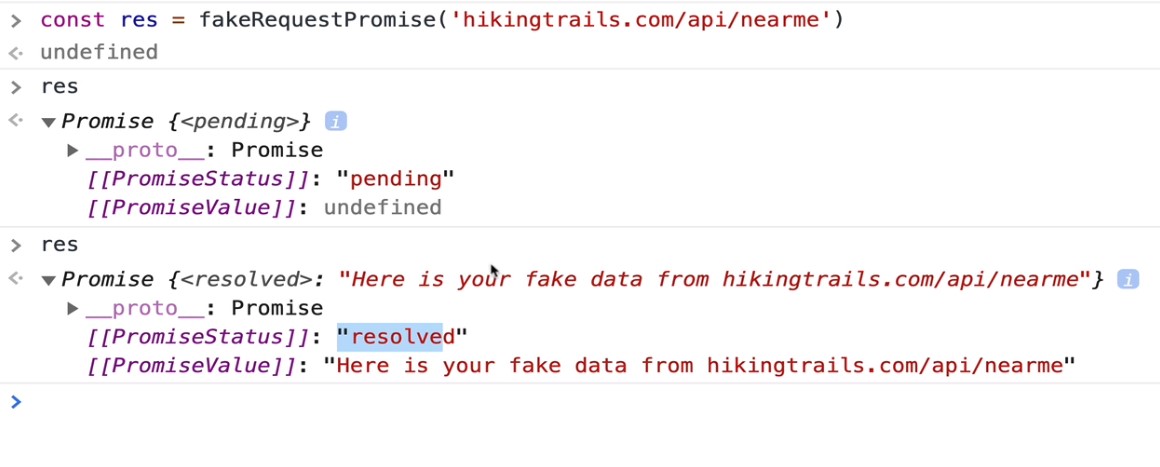 > const res = fakeRequestPromise('hikingtrails.com/api/nearme')
undefined
> res
Promise {<pending>} i
__proto__: Promise
[[PromiseStatus]]: "pending"
[[PromiseValue]]: undefined
> res
Promise {<resolved>: "Here is your fake data from hikingtrails.com/api/nearme"} i
__proto__: Promise
[[PromiseStatus]]: "resolved"
[[PromiseValue]]: "Here is your fake data from hikingtrails.com/api/nearme"
>